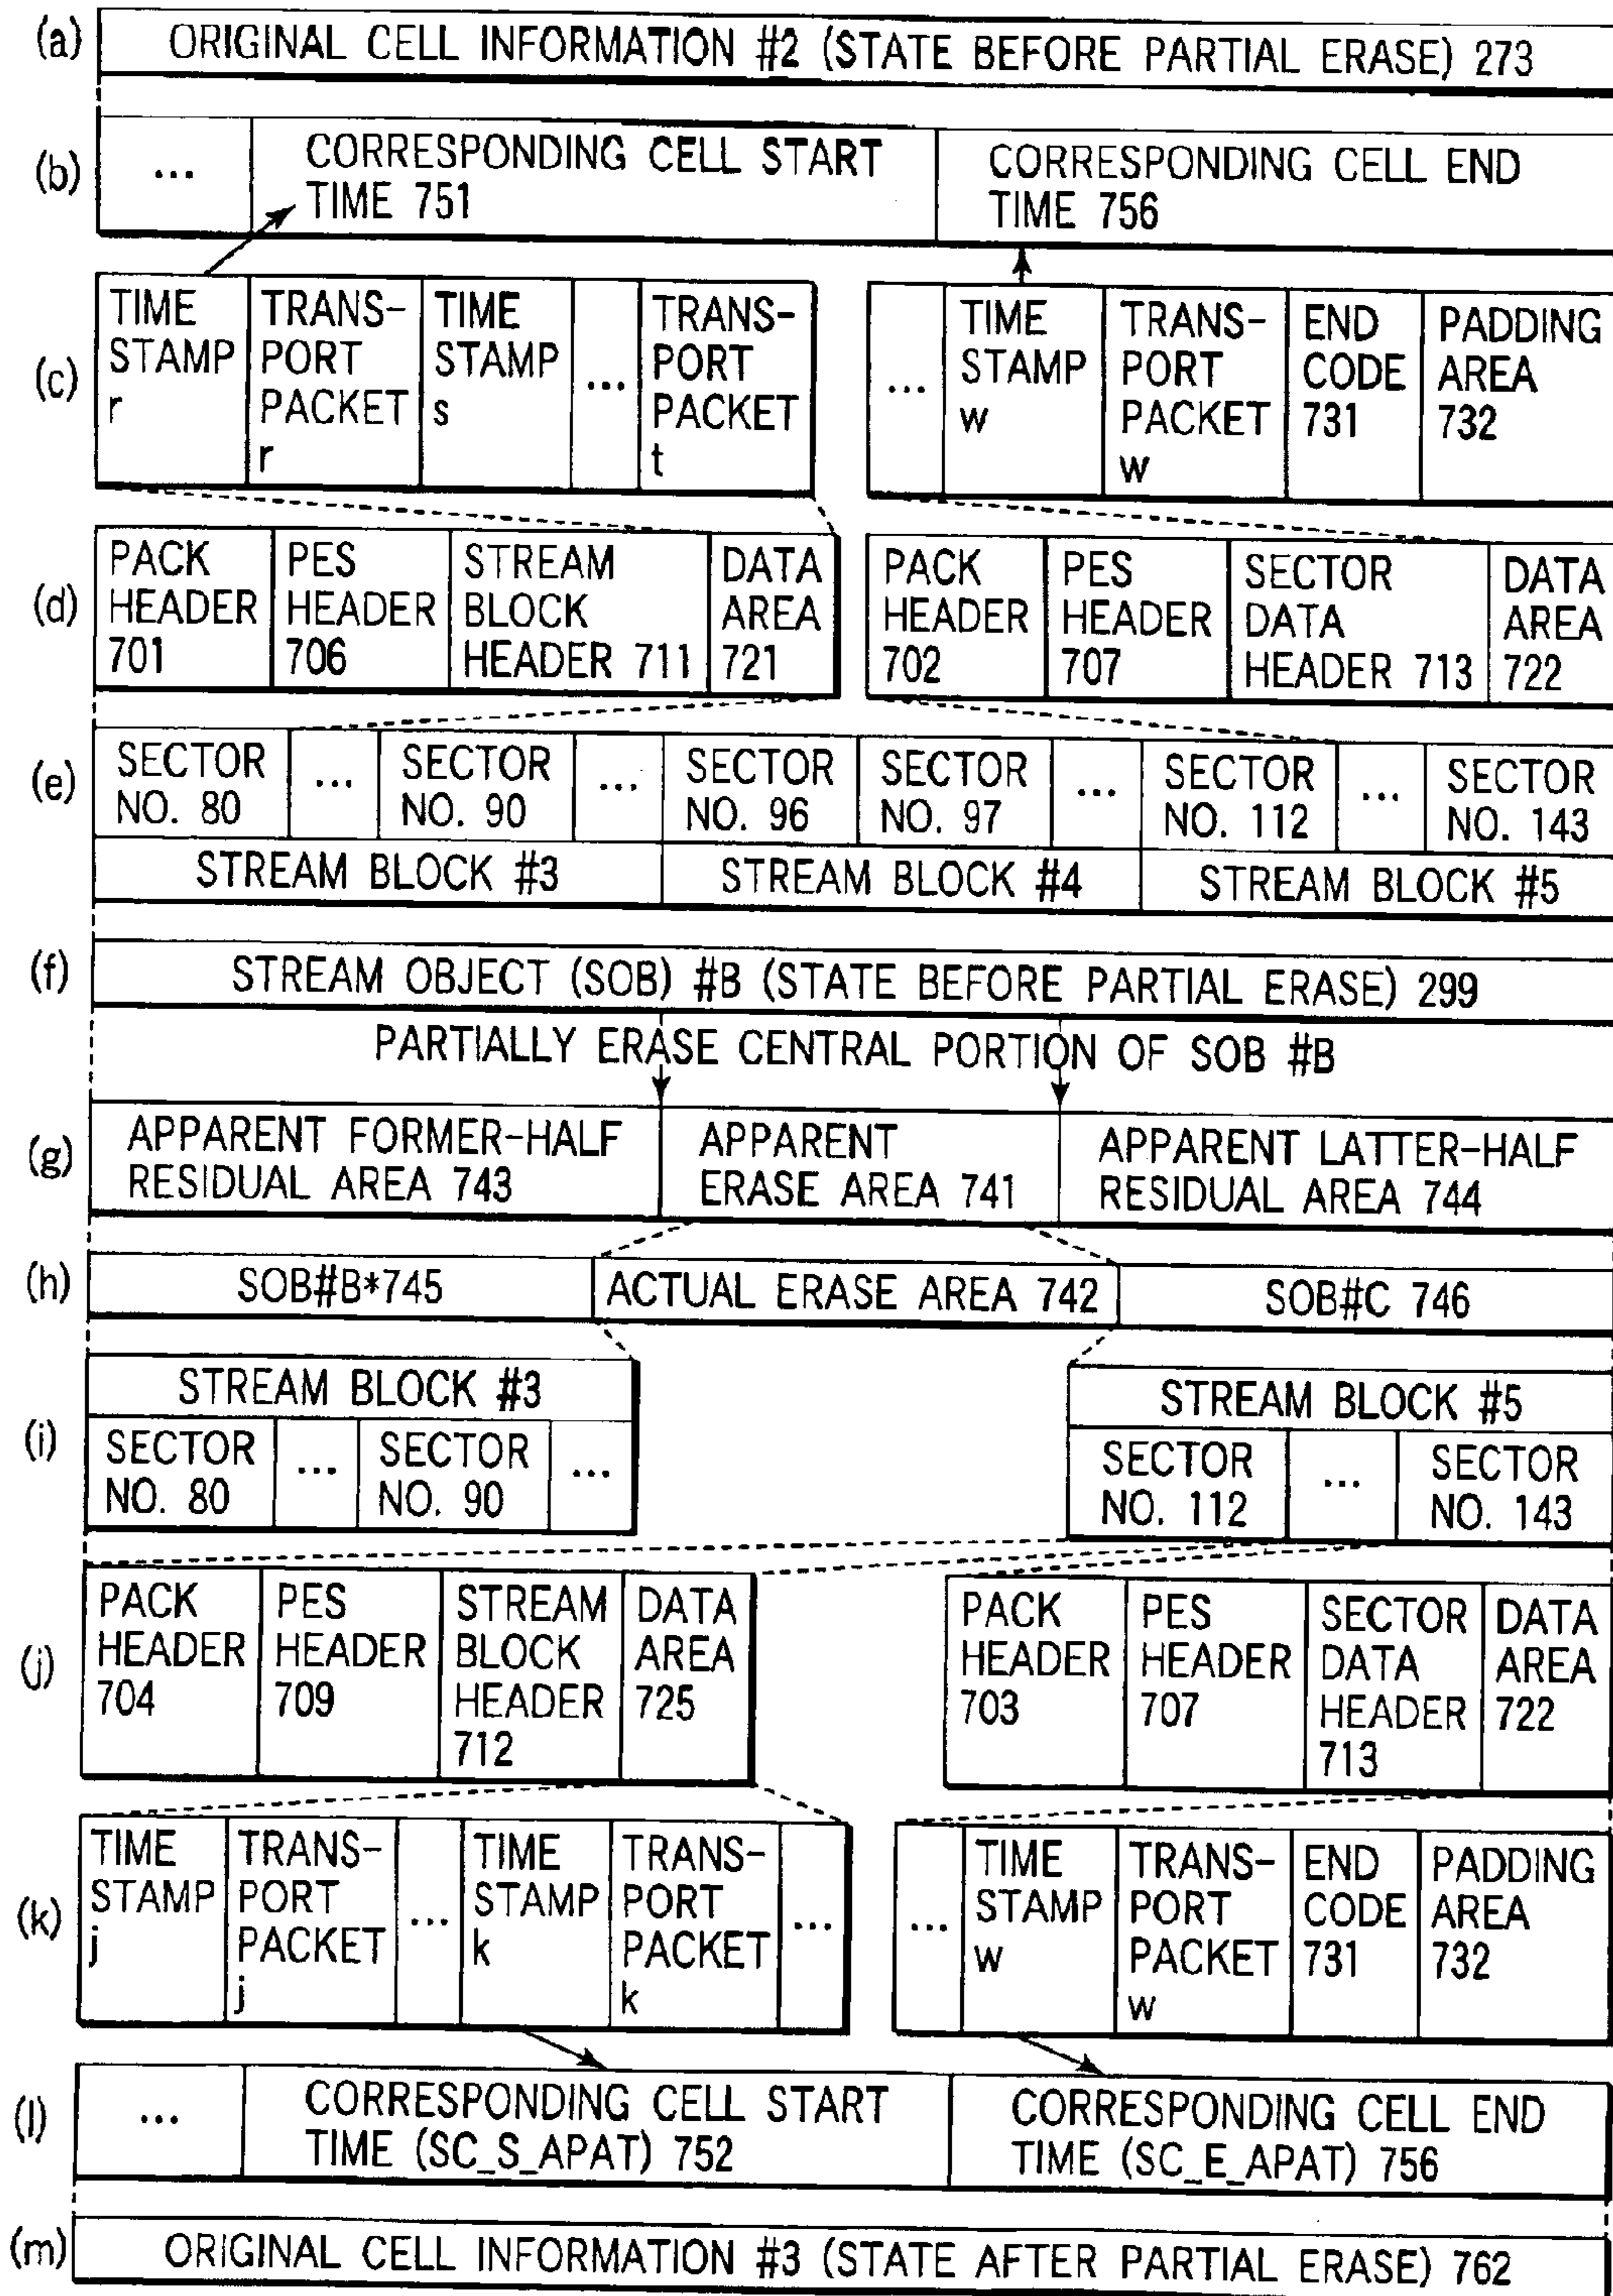 (a) ORIGINAL CELL INFORMATION #2 (STATE BEFORE PARTIAL ERASE) 273
(b) ... CORRESPONDING CELL START TIME 751 CORRESPONDING CELL END TIME 756
(c) TIME STAMP r TRANS-PORT PACKET r TIME STAMP s ... TRANS-PORT PACKET t ... TIME STAMP w TRANS-PORT PACKET w END CODE 731 PADDING AREA 732
(d) PACK HEADER 701 PES HEADER 706 STREAM BLOCK HEADER 711 DATA AREA 721 PACK HEADER 702 PES HEADER 707 SECTOR DATA HEADER 713 DATA AREA 722
(e) SECTOR NO. 80 ... SECTOR NO. 90 ... SECTOR NO. 96 SECTOR NO. 97 ... SECTOR NO. 112 ... SECTOR NO. 143
STREAM BLOCK #3 STREAM BLOCK #4 STREAM BLOCK #5
(f) STREAM OBJECT (SOB) #B (STATE BEFORE PARTIAL ERASE) 299
PARTIALLY ERASE CENTRAL PORTION OF SOB #B
(g) APPARENT FORMER-HALF RESIDUAL AREA 743 APPARENT ERASE AREA 741 APPARENT LATTER-HALF RESIDUAL AREA 744
(h) SOB#B*745 ACTUAL ERASE AREA 742 SOB#C 746
(i) STREAM BLOCK #3 STREAM BLOCK #5
SECTOR NO. 80 ... SECTOR NO. 90 ... SECTOR NO. 112 ... SECTOR NO. 143
(j) PACK HEADER 704 PES HEADER 709 STREAM BLOCK HEADER 712 DATA AREA 725 PACK HEADER 703 PES HEADER 707 SECTOR DATA HEADER 713 DATA AREA 722
(k) TIME STAMP j TRANS-PORT PACKET j ... TIME STAMP k TRANS-PORT PACKET k ... ... TIME STAMP w TRANS-PORT PACKET w END CODE 731 PADDING AREA 732
(l) ... CORRESPONDING CELL START TIME (SC_S_APAT) 752 CORRESPONDING CELL END TIME (SC_E_APAT) 756
(m) ORIGINAL CELL INFORMATION #3 (STATE AFTER PARTIAL ERASE) 762